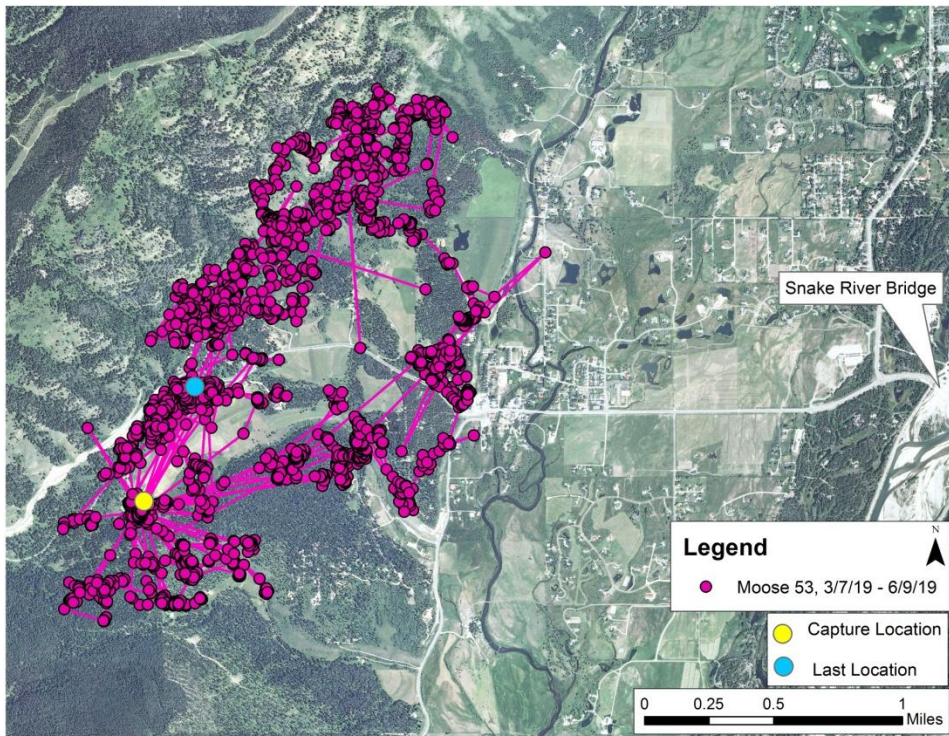 Snake River Bridge
N
Legend
Moose 53, 3/7/19 - 6/9/19
Capture Location
Last Location
0 0.25 0.5 1
Miles